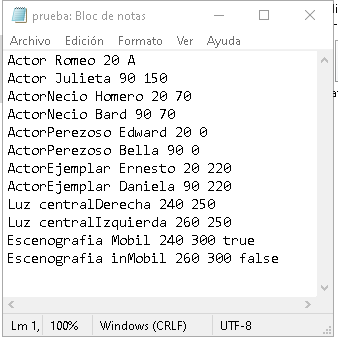 prueba: Bloc de notas
Archivo Edición Formato Ver Ayuda
Actor Romeo 20 A
Actor Julieta 90 150
ActorNecio Homero 20 70
ActorNecio Bard 90 70
ActorPerezoso Edward 20 0
ActorPerezoso Bella 90 0
ActorEjemplar Ernesto 20 220
ActorEjemplar Daniela 90 220
Luz centralDerecha 240 250
Luz centralIzquierda 260 250
Escenografia Mobil 240 300 true
Escenografia inMobil 260 300 false
Lm 1, 100% Windows (CRLF) UTF-8